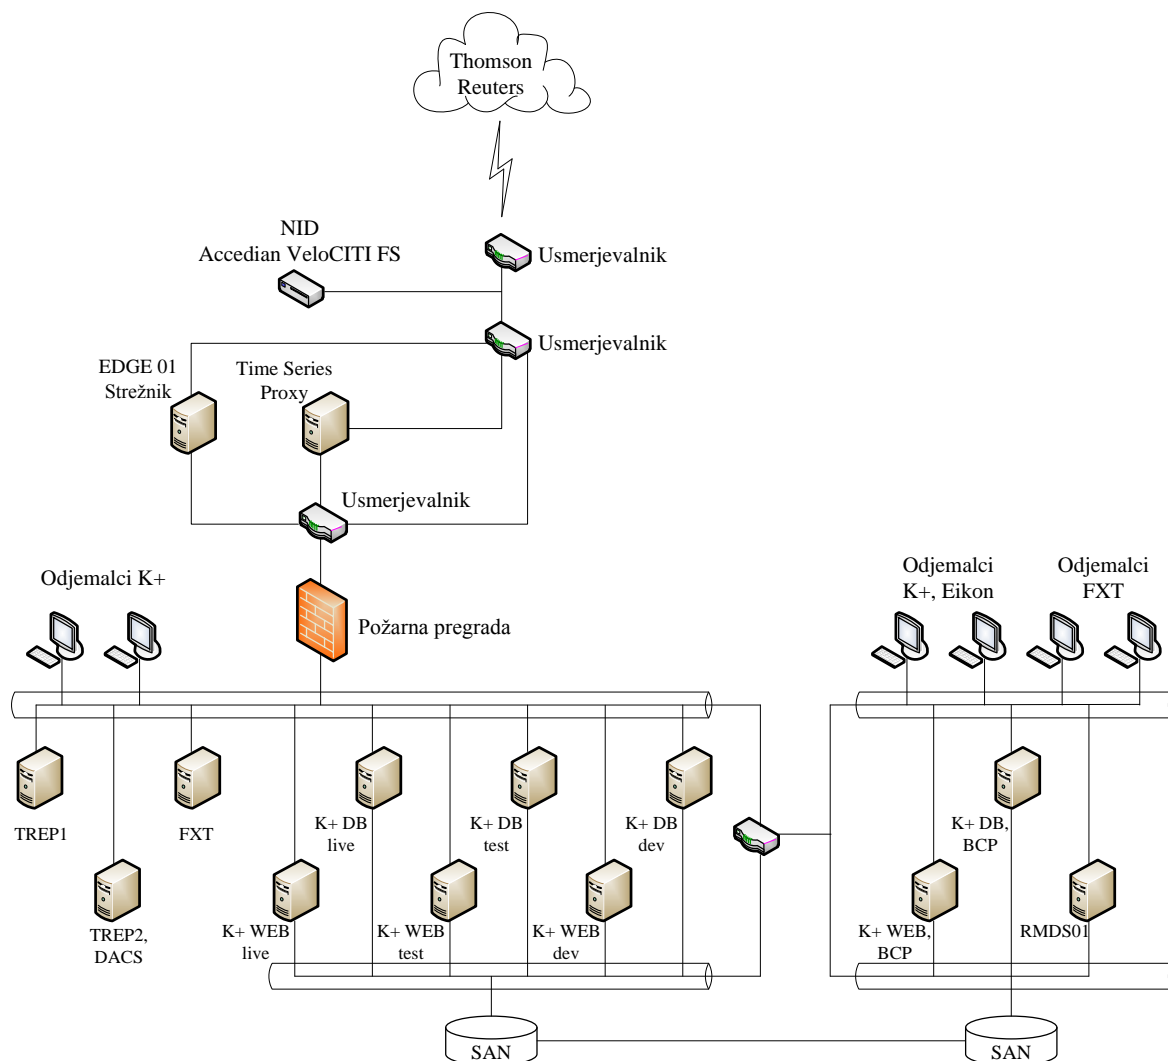 Thomson
Reuters
NID
Accedian VeloCITI FS
Usmerjevalnik
Usmerjevalnik
EDGE 01
Strežnik
Time Series
Proxy
Usmerjevalnik
Odjemalci K+
Požarna pregrada
Odjemalci
K+, Eikon
Odjemalci
FXT
TREP1
FXT
K+ DB
live
K+ DB
test
K+ DB
dev
K+ DB,
BCP
TREP2,
DACS
K+ WEB
live
K+ WEB
test
K+ WEB
dev
K+ WEB,
BCP
RMDS01
SAN
SAN